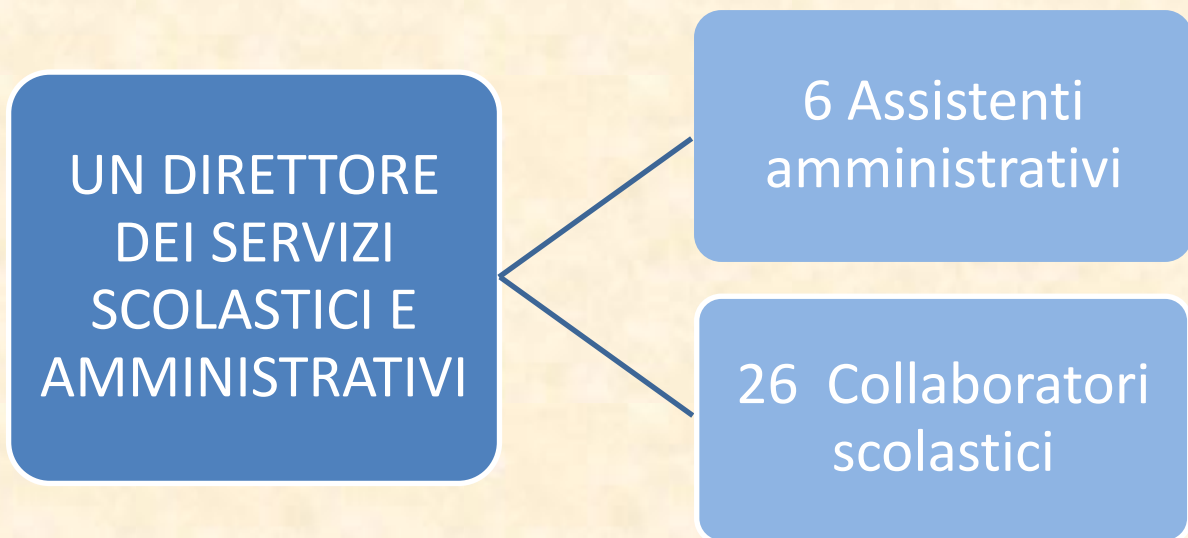 UN DIRETTORE
DEI SERVIZI
SCOLASTICI E
AMMINISTRATIVI
6 Assistenti
amministrativi
26 Collaboratori
scolastici